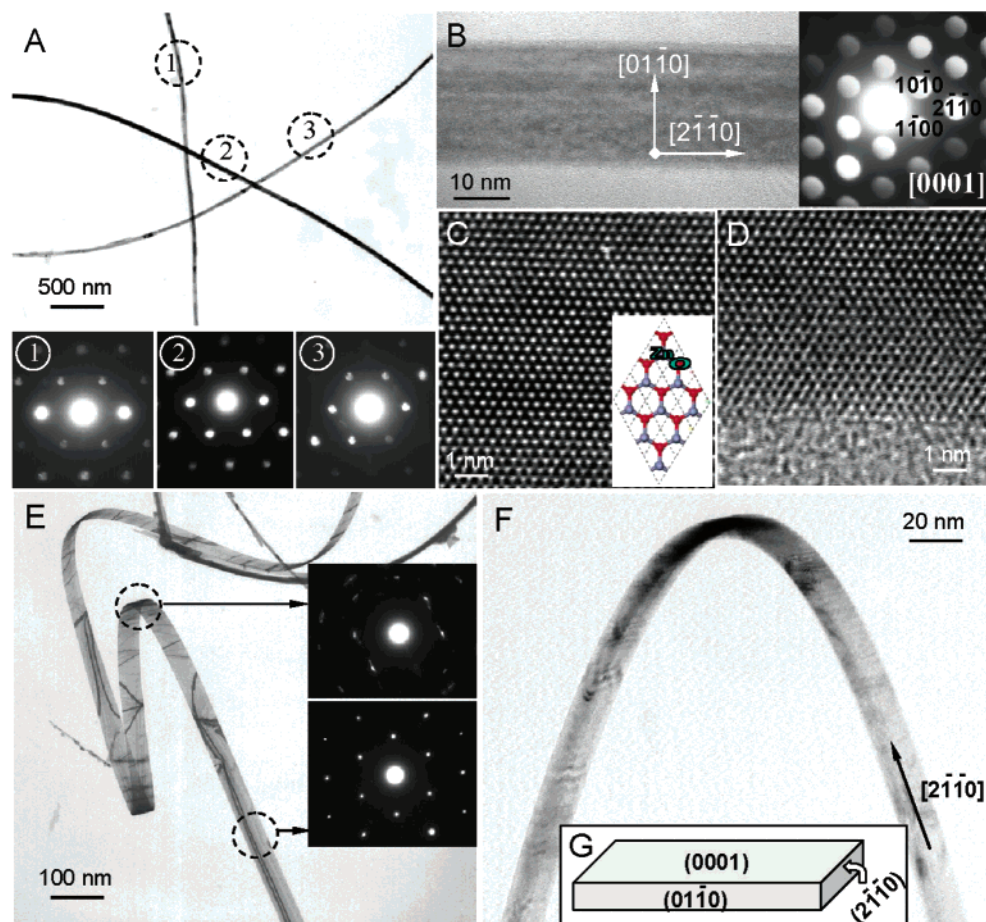 A
1
2
3
500 nm
1
2
3
B
[011̄0]
[21̄1̄0]
10 nm
101̄0
21̄1̄0
11̄00
[0001]
C
Zn
O
1 nm
D
1 nm
E
100 nm
F
20 nm
[21̄1̄0]
G
(0001)
(011̄0)
(21̄1̄0)